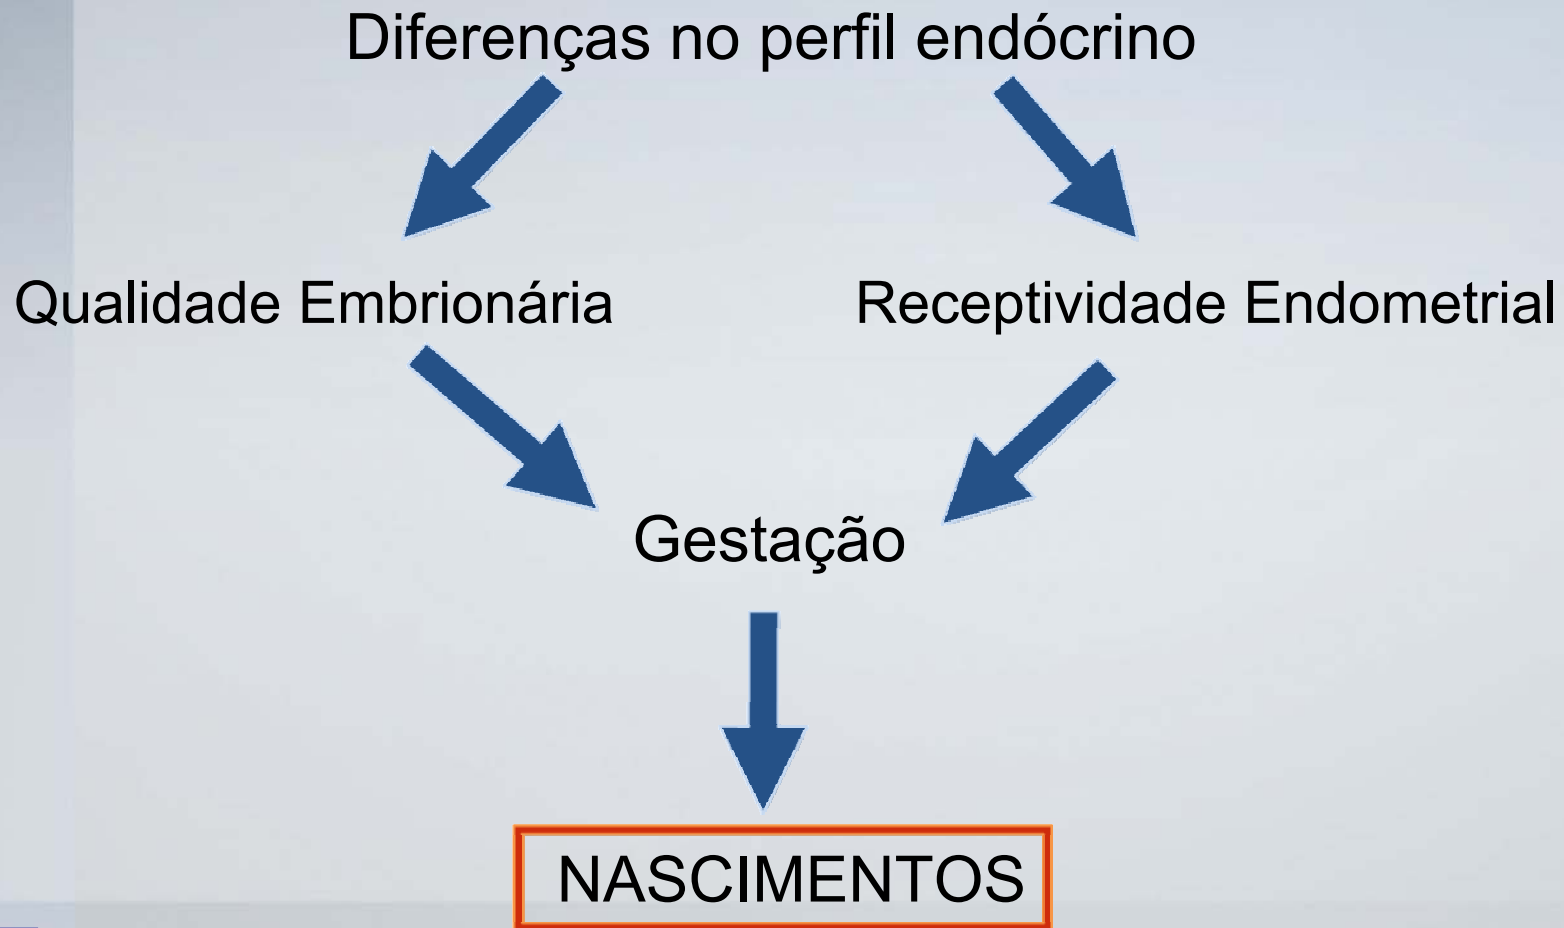 Diferenças no perfil endócrino
Qualidade Embrionária
Receptividade Endometrial
Gestação
NASCIMENTOS